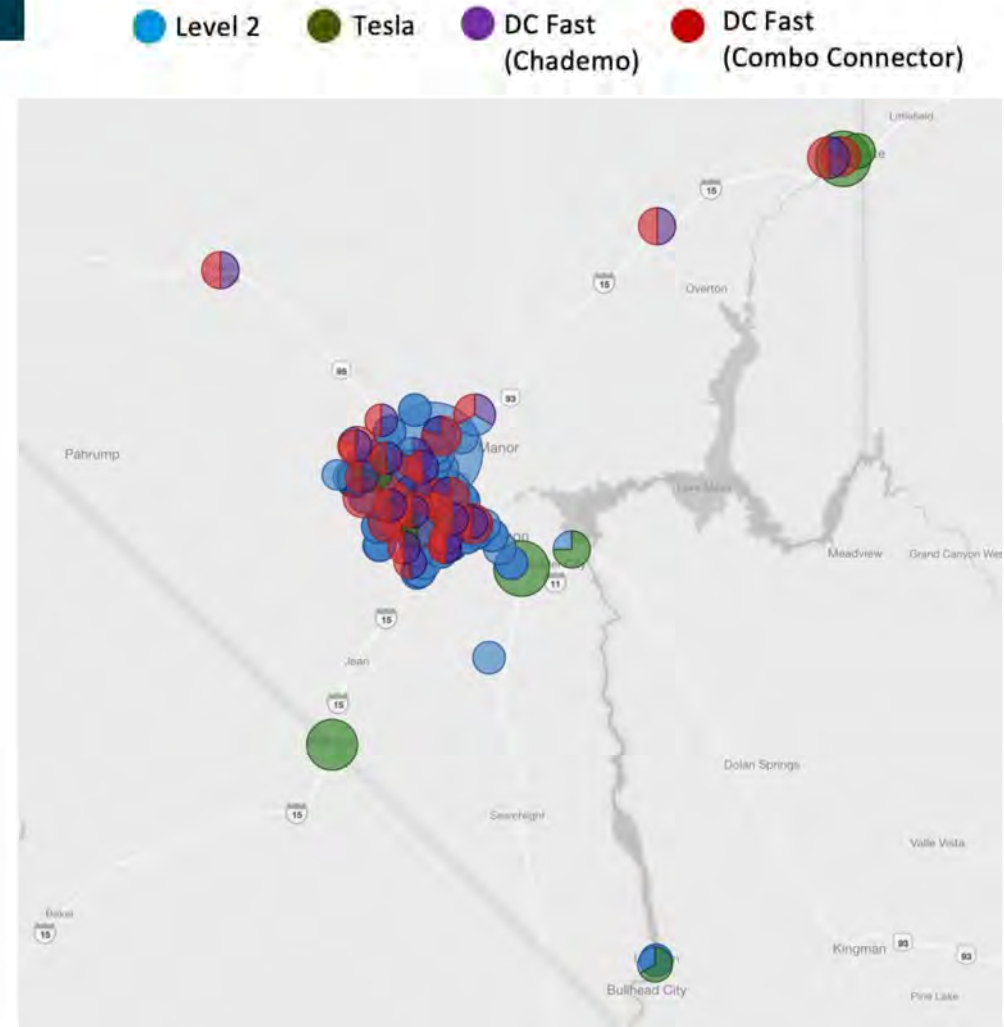 Level 2
Tesla
DC Fast
(Chademo)
DC Fast
(Combo Connector)
Littlefield
15
15
Overton
95
93
Manor
Pahrump
Lake Mead
Meadview
Grand Canyon Wes
11
15
Jean
15
Dolan Springs
15
Searchlight
Valle Vista
Baker
15
Kingman
93
93
Bullhead City
Pine Lake